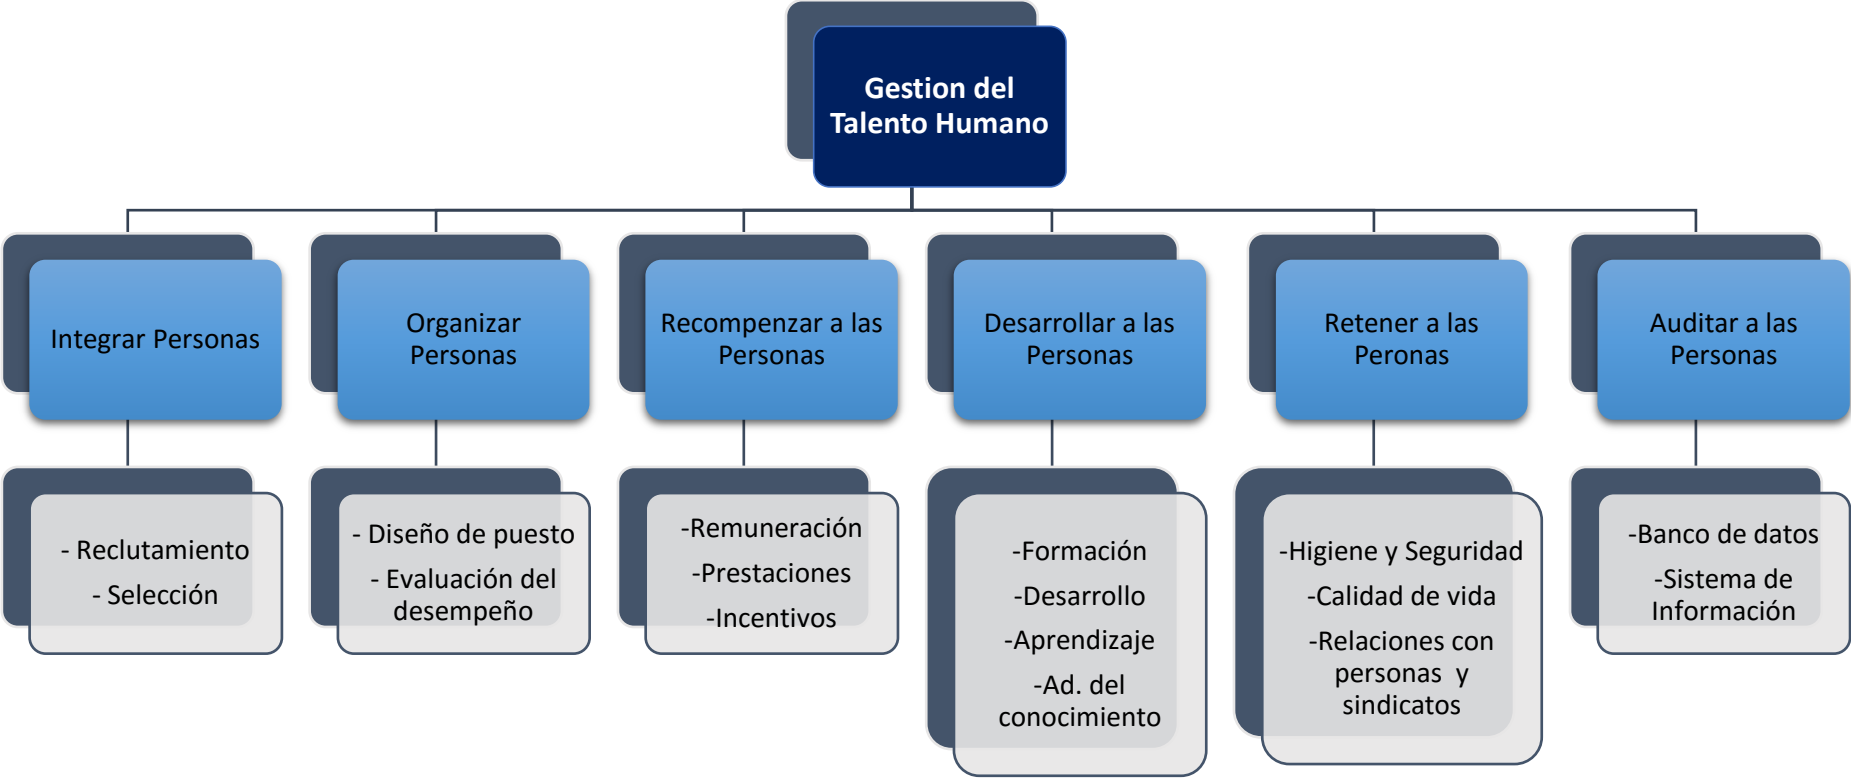 Gestion del
Talento Humano
Integrar Personas
Organizar
Personas
Recompenzar a las
Personas
Desarrollar a las
Personas
Retener a las
Peronas
Auditar a las
Personas
- Reclutamiento
- Selección
- Diseño de puesto
- Evaluación del
desempeño
-Remuneración
-Prestaciones
-Incentivos
-Formación
-Desarrollo
-Aprendizaje
-Ad. del
conocimiento
-Higiene y Seguridad
-Calidad de vida
-Relaciones con
personas y
sindicatos
-Banco de datos
-Sistema de
Información